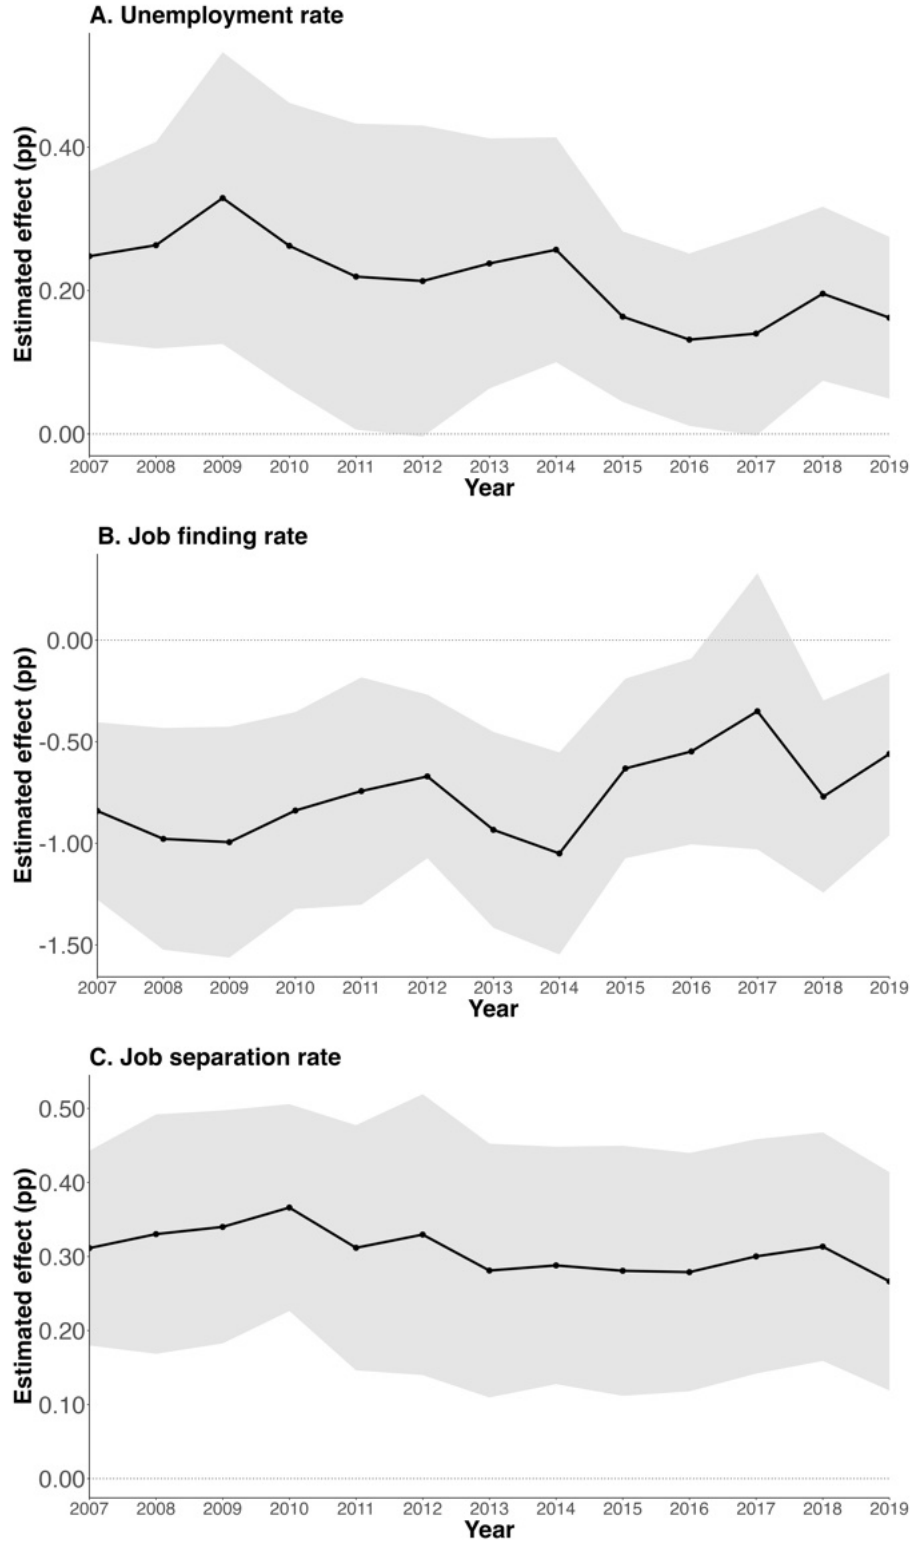 A. Unemployment rate
Estimated effect (pp)
0.40
0.20
0.00
2007 2008 2009 2010 2011 2012 2013 2014 2015 2016 2017 2018 2019
Year
B. Job finding rate
Estimated effect (pp)
0.00
-0.50
-1.00
-1.50
2007 2008 2009 2010 2011 2012 2013 2014 2015 2016 2017 2018 2019
Year
C. Job separation rate
Estimated effect (pp)
0.50
0.40
0.30
0.20
0.10
0.00
2007 2008 2009 2010 2011 2012 2013 2014 2015 2016 2017 2018 2019
Year